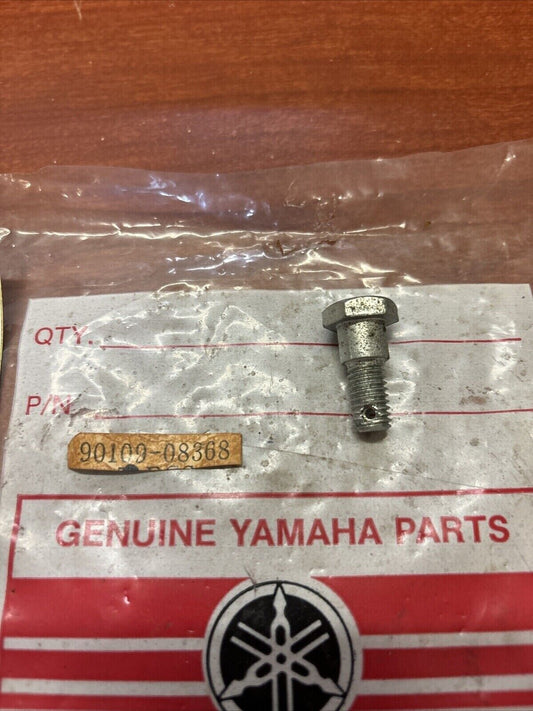 QTY.
P/N
90109-08368
GENUINE YAMAHA PARTS